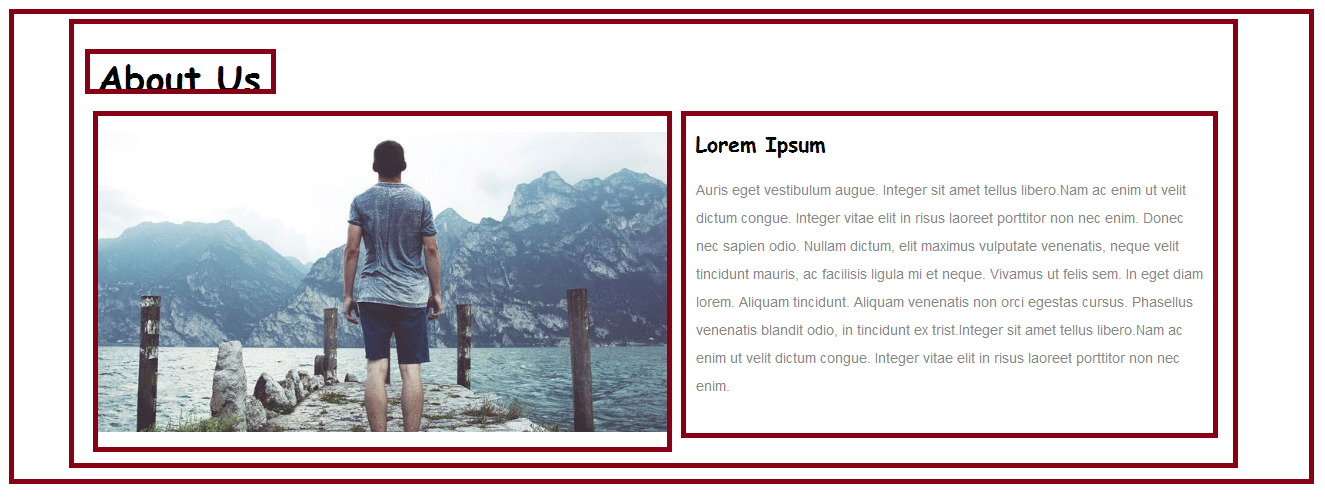 About Us
Lorem Ipsum
Auris eget vestibulum augue. Integer sit amet tellus libero.Nam ac enim ut velit
dictum congue. Integer vitae elit in risus laoreet porttitor non nec enim. Donec
nec sapien odio. Nullam dictum, elit maximus vulputate venenatis, neque velit
tincidunt mauris, ac facilisis ligula mi et neque. Vivamus ut felis sem. In eget diam
lorem. Aliquam tincidunt. Aliquam venenatis non orci egestas cursus. Phasellus
venenatis blandit odio, in tincidunt ex trist.Integer sit amet tellus libero.Nam ac
enim ut velit dictum congue. Integer vitae elit in risus laoreet porttitor non nec
enim.